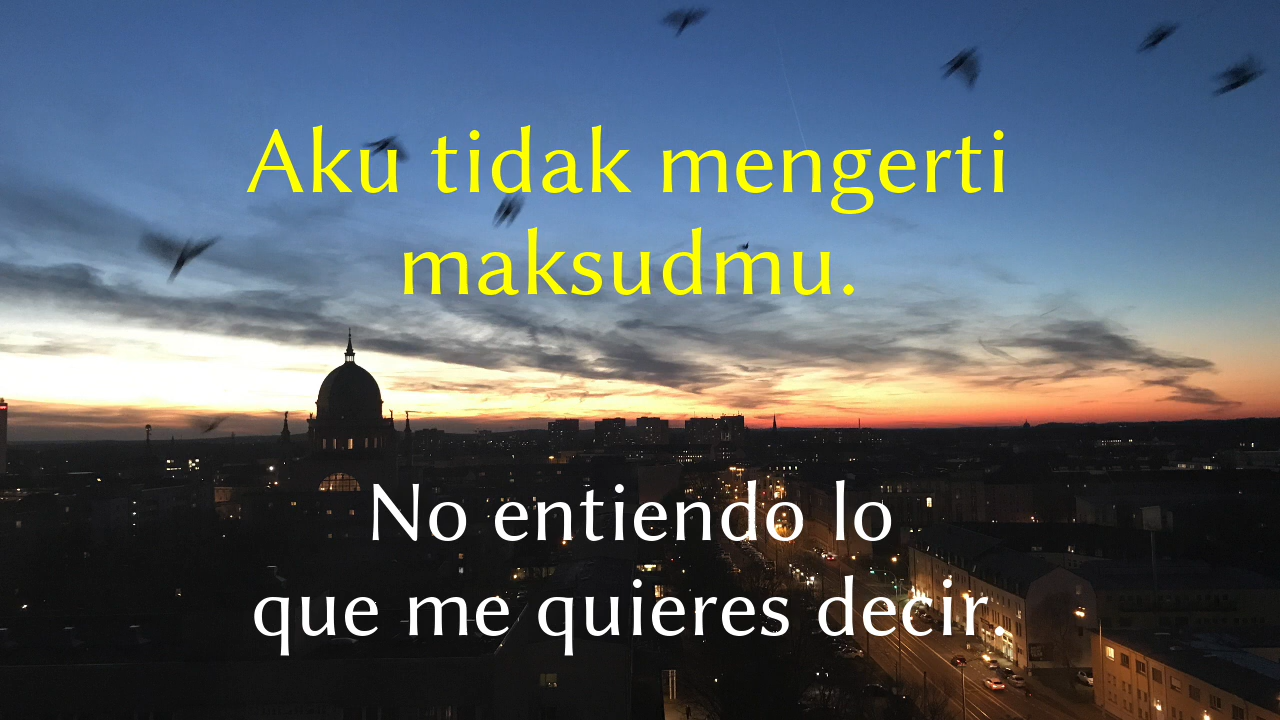 Aku tidak mengerti
maksudmu.
No entiendo lo
que me quieres decir.